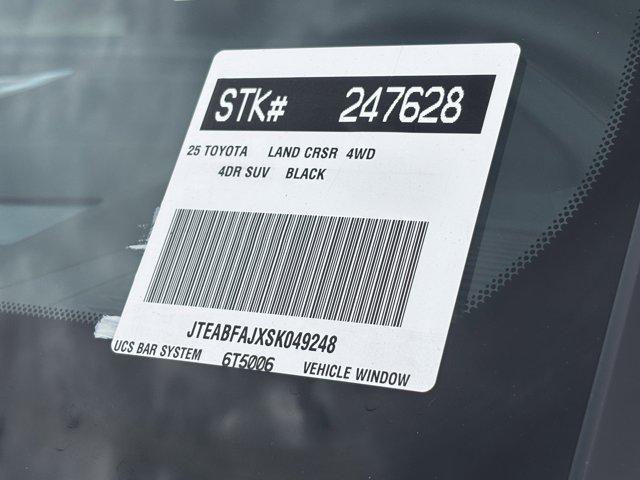 STK# 247628
25 TOYOTA LAND CRSR 4WD
4DR SUV BLACK
JTEABFAJXSK049248
UCS BAR SYSTEM 6T5006 VEHICLE WINDOW